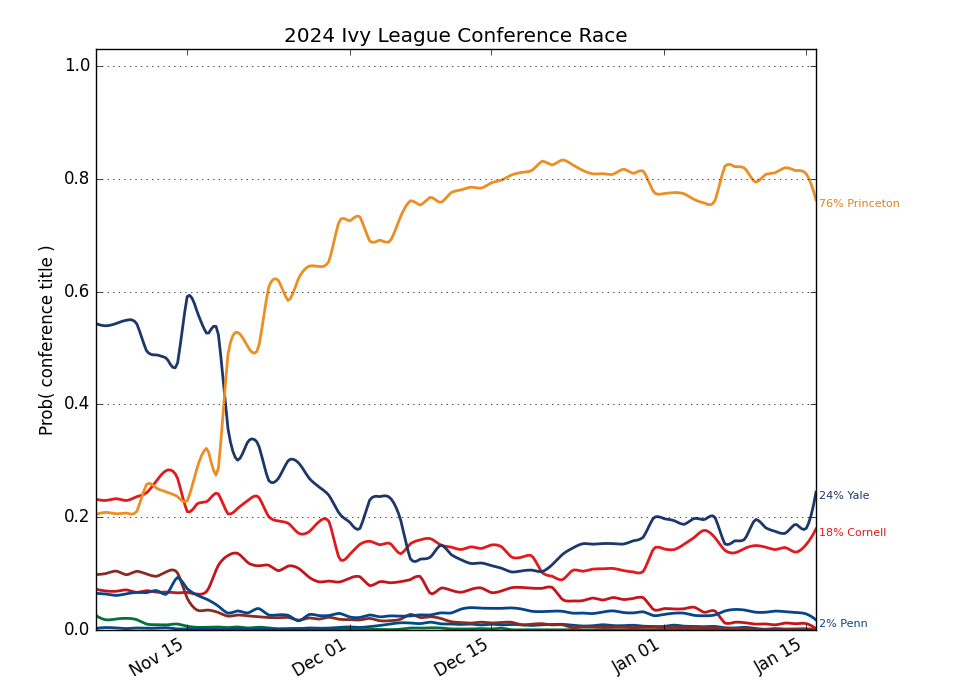 2024 Ivy League Conference Race
Prob( conference title )
1.0
0.8
0.6
0.4
0.2
0.0
76% Princeton
24% Yale
18% Cornell
2% Penn
Nov 15
Dec 01
Dec 15
Jan 01
Jan 15